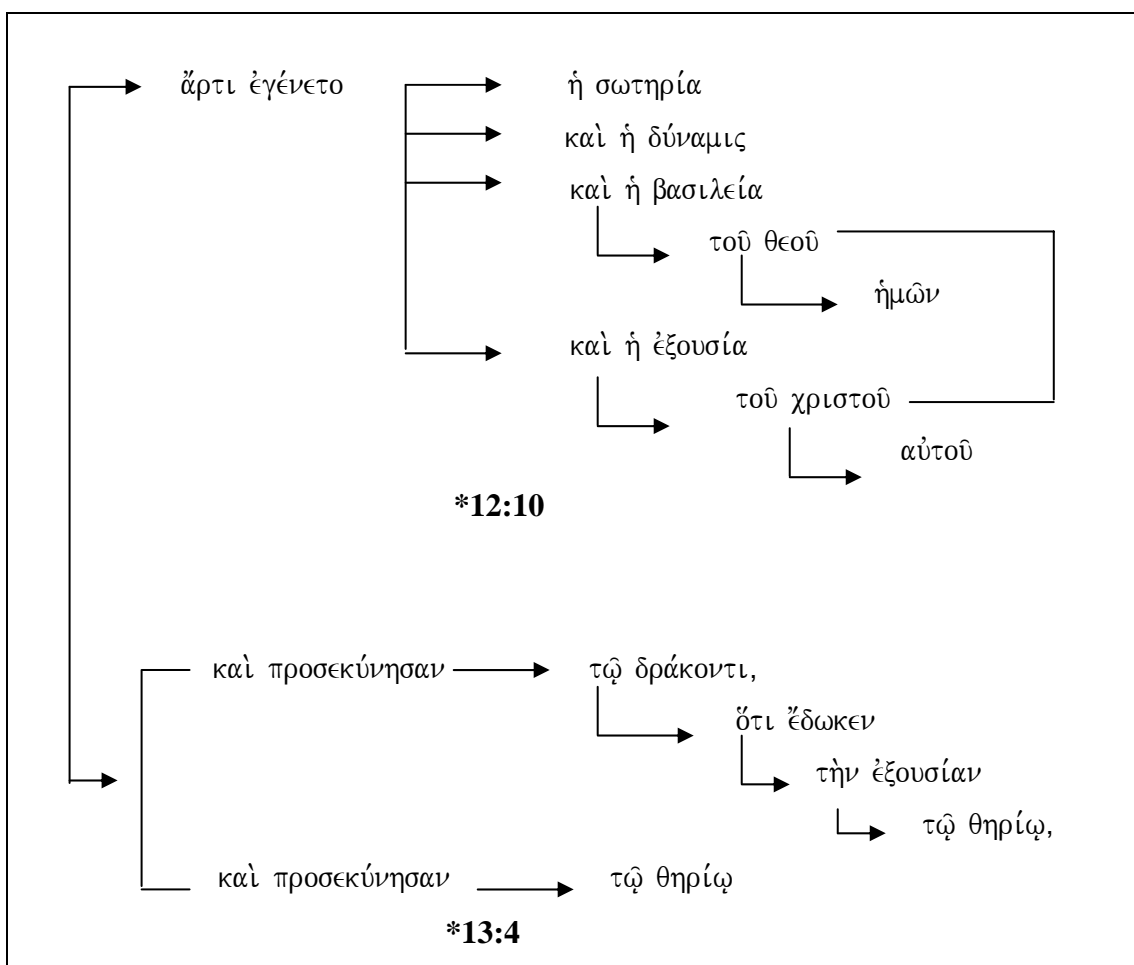 ἄρτι ἐγένετο ἡ σωτηρία
καὶ ἡ δύναμις
καὶ ἡ βασιλεία
τοῦ θεοῦ
ἡμῶν
καὶ ἡ ἐξουσία
τοῦ χριστοῦ
αὐτοῦ
*12:10
καὶ προσεκύνησαν τῷ δράκοντι,
ὅτι ἔδωκεν
τὴν ἐξουσίαν
τῷ θηρίῳ,
καὶ προσεκύνησαν τῷ θηρίῳ
*13:4